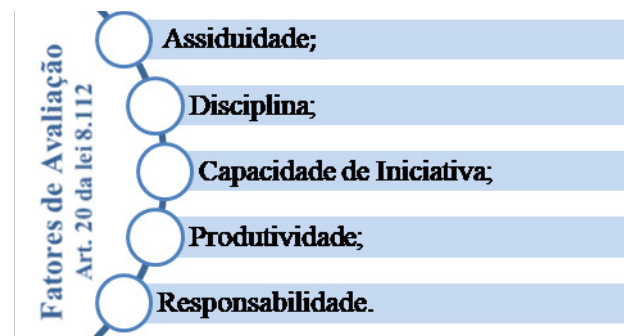 Fatores de Avaliação
Art. 20 da lei 8.112
Assiduidade;
Disciplina;
Capacidade de Iniciativa;
Produtividade;
Responsabilidade.